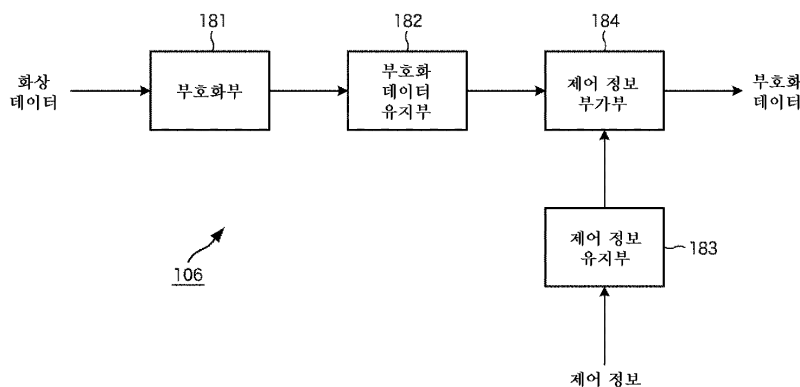 181
182
184
화상
데이터
부호화부
부호화
데이터
유지부
제어 정보
부가부
부호화
데이터
제어 정보
유지부
183
106
제어 정보